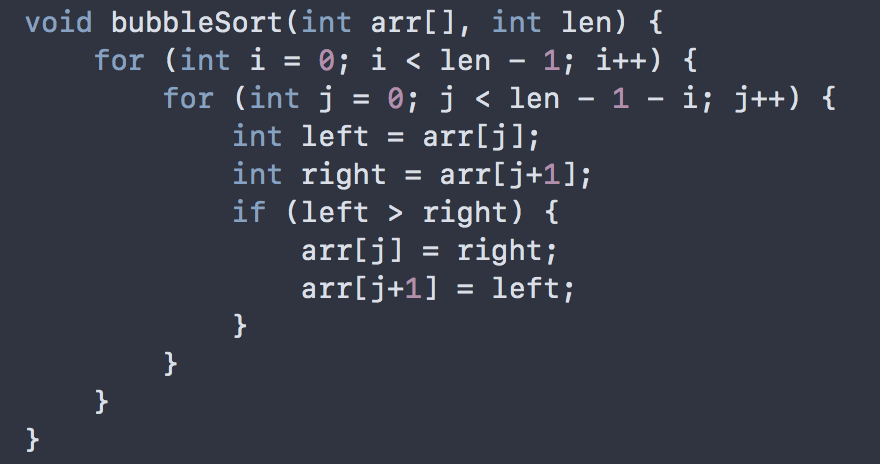 void bubbleSort(int arr[], int len) {
    for (int i = 0; i < len - 1; i++) {
        for (int j = 0; j < len - 1 - i; j++) {
            int left = arr[j];
            int right = arr[j+1];
            if (left > right) {
                arr[j] = right;
                arr[j+1] = left;
            }
        }
    }
}